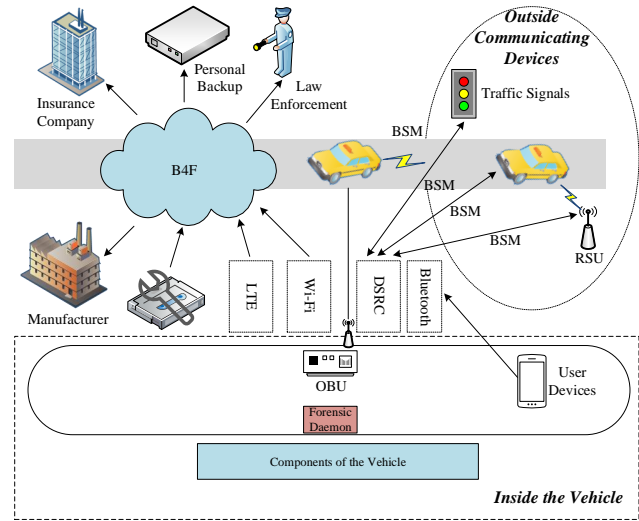 Outside
Communicating
Devices
Personal
Backup
Law
Enforcement
Insurance
Company
Traffic Signals
BSM
B4F
BSM
BSM
BSM
RSU
Manufacturer
LTE
Wi-Fi
DSRC
Bluetooth
OBU
User
Devices
Forensic
Daemon
Components of the Vehicle
Inside the Vehicle